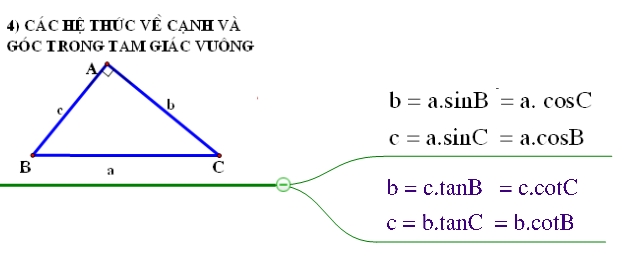 4) CÁC HỆ THỨC VỀ CẠNH VÀ
GÓC TRONG TAM GIÁC VUÔNG
A
c
b
B
a
C
b = a.sinB = a. cosC
c = a.sinC = a.cosB
b = c.tanB = c.cotC
c = b.tanC = b.cotB